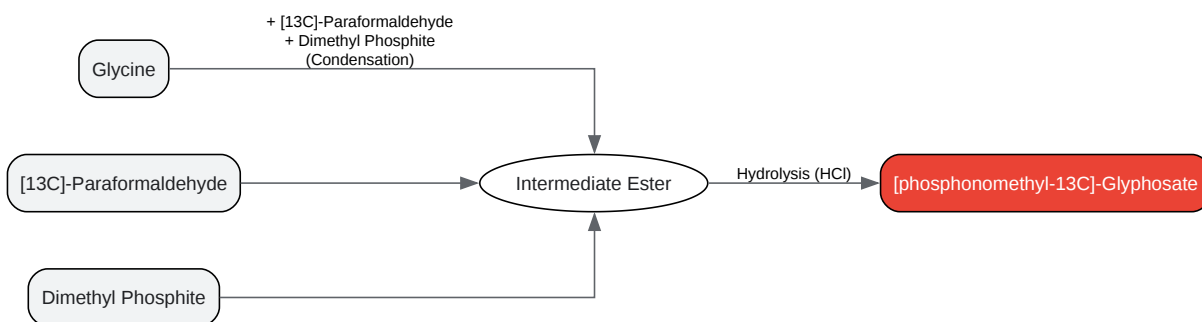 + [13C]-Paraformaldehyde
+ Dimethyl Phosphite
(Condensation)
Glycine
[13C]-Paraformaldehyde
Intermediate Ester
Hydrolysis (HCl)
[phosphonomethyl-13C]-Glyphosate
Dimethyl Phosphite